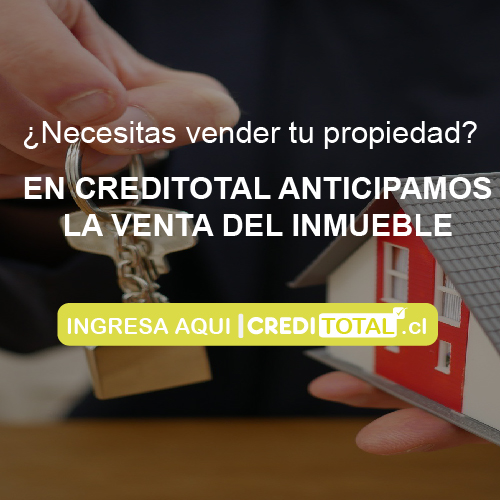 ¿Necesitas vender tu propiedad?
EN CREDITOTAL ANTICIPAMOS
LA VENTA DEL INMUEBLE
INGRESA AQUI | CREDITOTAL.cl